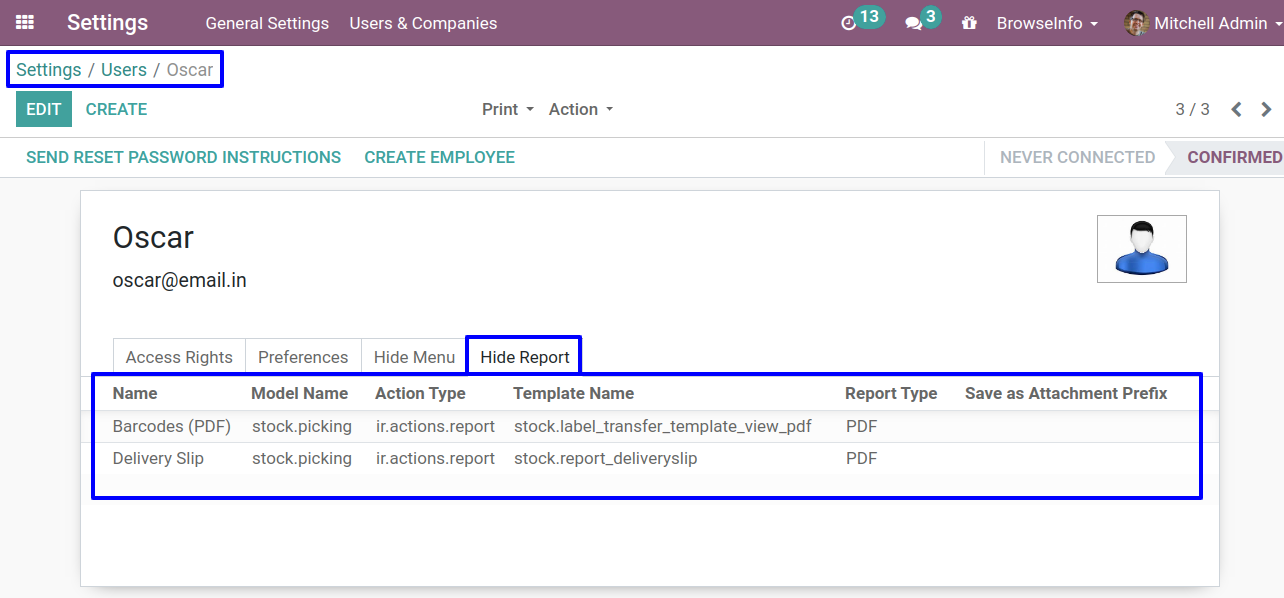 Settings General Settings Users & Companies 13 3 BrowseInfo Mitchell Admin
Settings / Users / Oscar
EDIT CREATE Print Action 3 / 3
SEND RESET PASSWORD INSTRUCTIONS CREATE EMPLOYEE NEVER CONNECTED CONFIRMED
Oscar
oscar@email.in
Access Rights Preferences Hide Menu Hide Report
Name Model Name Action Type Template Name Report Type Save as Attachment Prefix
Barcodes (PDF) stock.picking ir.actions.report stock.label_transfer_template_view_pdf PDF
Delivery Slip stock.picking ir.actions.report stock.report_deliveryslip PDF